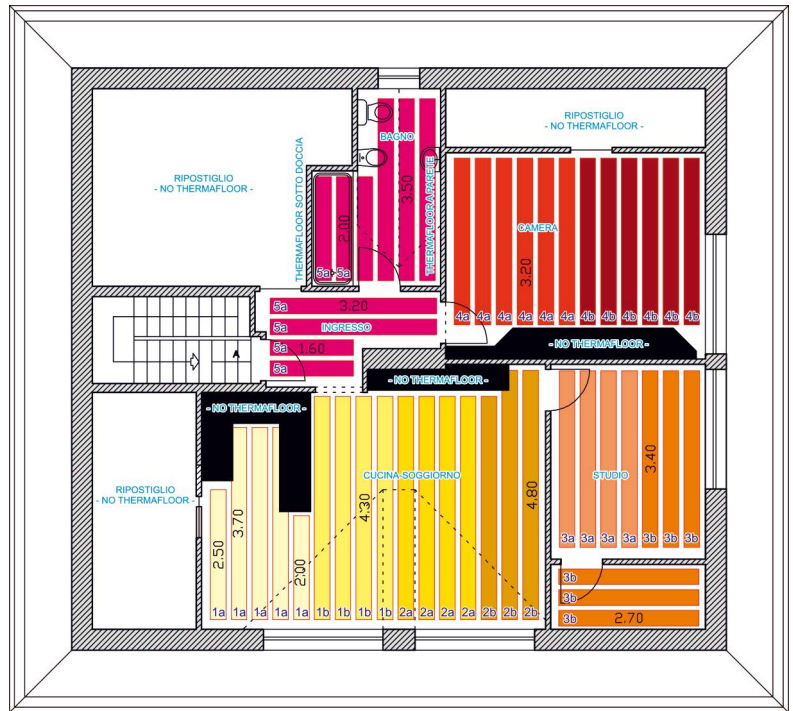 RIPOSTIGLIO
- NO THERMAFLOOR -
RIPOSTIGLIO
- NO THERMAFLOOR -
BAGNO
THERMAFLOOR SOTTO DOCCIA
THERMAFLOOR A PARETE
3.50
2.00
5a 5a
CAMERA
3.20
4a 4a 4a 4a 4a 4a 4b 4b 4b 4b 4b 4b
- NO THERMAFLOOR -
5a 3.20
5a INGRESSO
5a 1.60
5a
A
- NO THERMAFLOOR -
- NO THERMAFLOOR -
RIPOSTIGLIO
- NO THERMAFLOOR -
CUCINA-SOGGIORNO
2.50
3.70
2.00
4.30
4.80
1a 1a 1a 1a 1a 1b 1b 1b 1b 2a 2a 2a 2a 2b 2b 2b
STUDIO
3.40
3a 3a 3a 3a 3b 3b 3b
3b
3b
3b 2.70